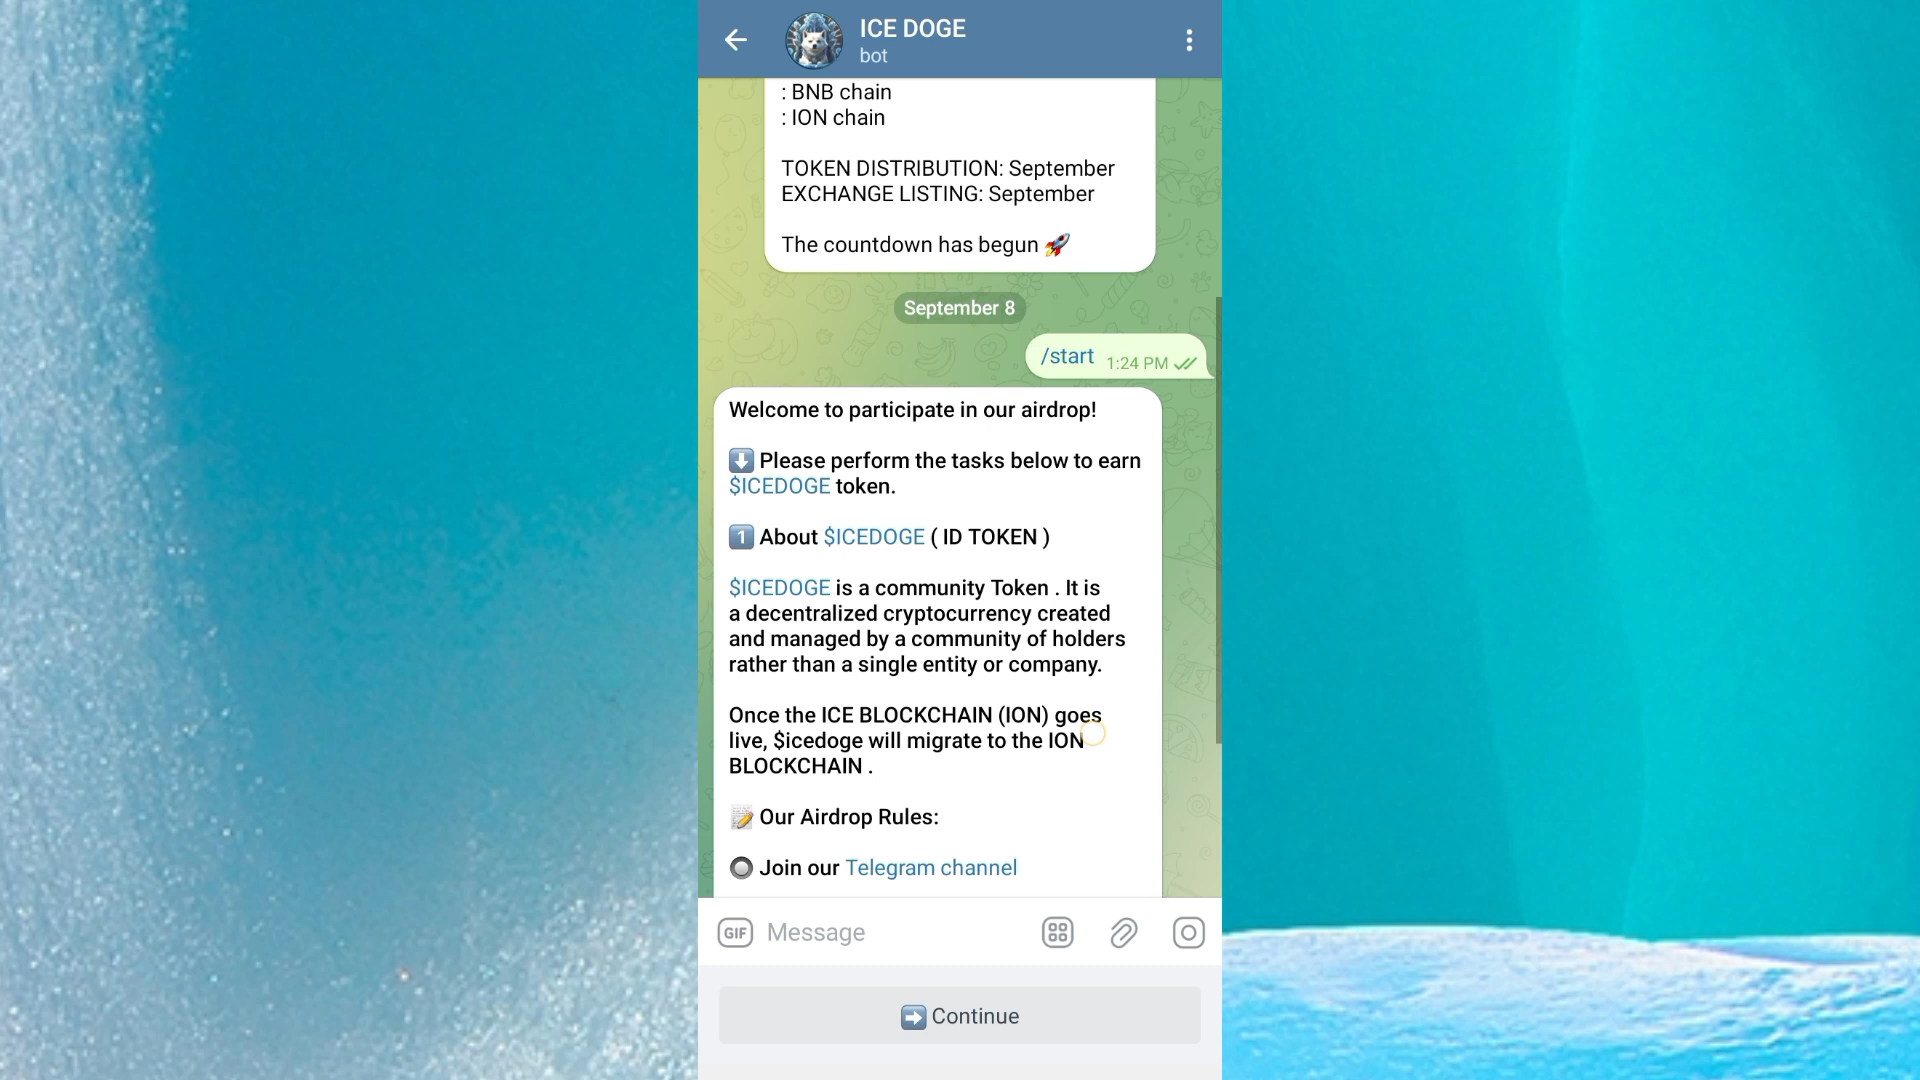 ICE DOGE
bot
: BNB chain
: ION chain
TOKEN DISTRIBUTION: September
EXCHANGE LISTING: September
The countdown has begun 🚀
September 8
/start 1:24 PM
Welcome to participate in our airdrop!
⬇️ Please perform the tasks below to earn
$ICEDOGE token.
1️⃣ About $ICEDOGE ( ID TOKEN )
$ICEDOGE is a community Token . It is
a decentralized cryptocurrency created
and managed by a community of holders
rather than a single entity or company.
Once the ICE BLOCKCHAIN (ION) goes
live, $icedoge will migrate to the ION
BLOCKCHAIN .
📝 Our Airdrop Rules:
🔘 Join our Telegram channel
GIF Message
➡️ Continue